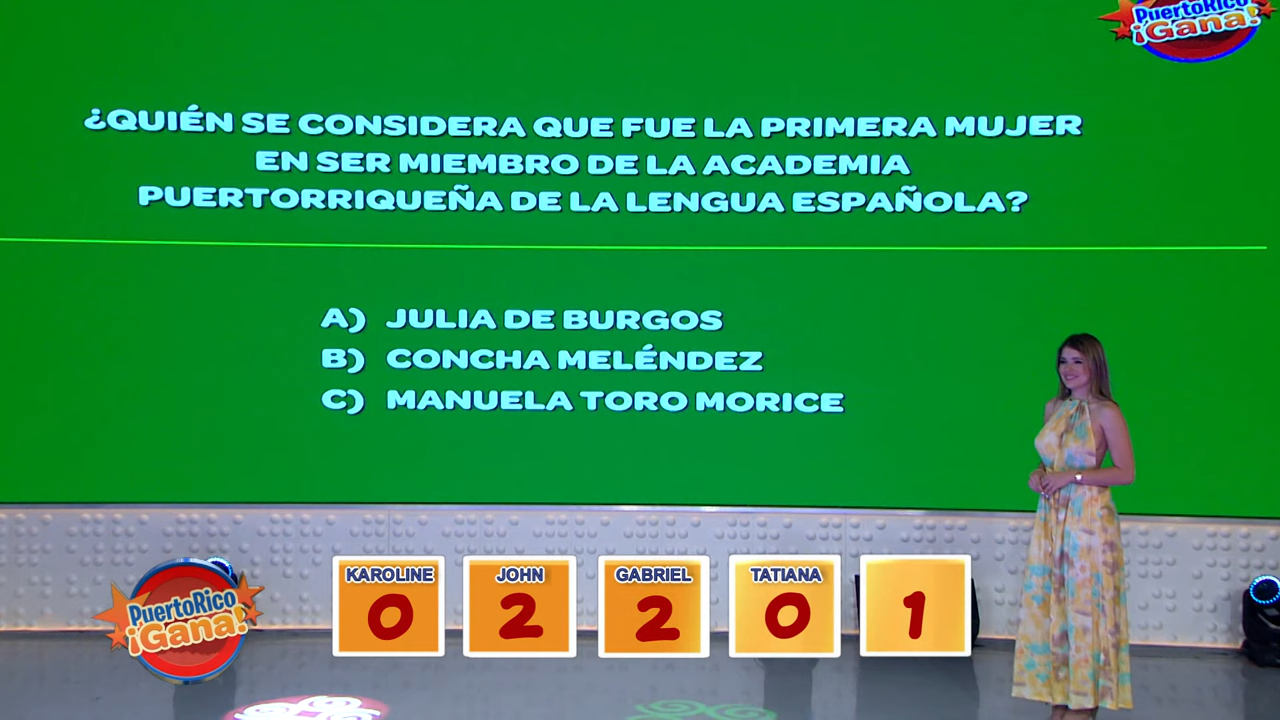 PuertoRico
¡Gana!
¿QUIÉN SE CONSIDERA QUE FUE LA PRIMERA MUJER
EN SER MIEMBRO DE LA ACADEMIA
PUERTORRIQUEÑA DE LA LENGUA ESPAÑOLA?
A) JULIA DE BURGOS
B) CONCHA MELÉNDEZ
C) MANUELA TORO MORICE
PuertoRico
¡Gana!
KAROLINE JOHN GABRIEL TATIANA
0 2 2 0 1